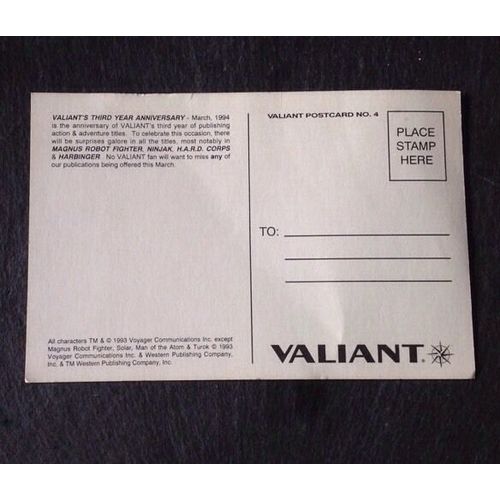 VALIANT'S THIRD YEAR ANNIVERSARY - March, 1994
is the anniversary of VALIANT's third year of publishing
action & adventure titles. To celebrate this occasion, there
will be surprises galore in all the titles, most notably in
MAGNUS ROBOT FIGHTER, NINJAK, H.A.R.D. CORPS
& HARBINGER. No VALIANT fan will want to miss any of
our publications being offered this March.
All characters TM & © 1993 Voyager Communications Inc. except
Magnus Robot Fighter, Solar, Man of the Atom & Turok © 1993
Voyager Communications Inc. & Western Publishing Company,
Inc. & TM Western Publishing Company, Inc.
VALIANT POSTCARD NO. 4
PLACE
STAMP
HERE
TO:
VALIANT®